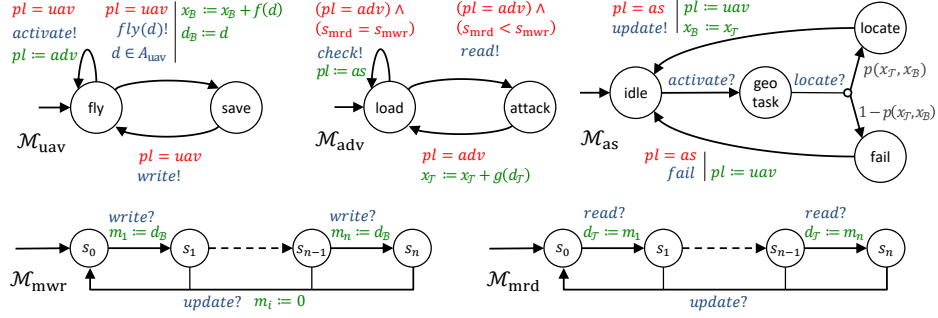 pl = uav
activate!
pl ≔ adv
pl = uav
fly(d)!
d ∈ A_uav
x_ℬ ≔ x_ℬ + f(d)
d_ℬ ≔ d
fly
save
ℳ_uav
pl = uav
write!
(pl = adv) ∧
(s_mrd = s_mwr)
check!
pl ≔ as
(pl = adv) ∧
(s_mrd < s_mwr)
read!
load
attack
ℳ_adv
pl = adv
x_𝒯 ≔ x_𝒯 + g(d_𝒯)
pl = as
update!
pl ≔ uav
x_ℬ ≔ x_𝒯
locate
idle
activate?
geo
task
locate?
p(x_𝒯, x_ℬ)
1−p(x_𝒯,x_ℬ)
ℳ_as
fail
pl = as
fail
pl ≔ uav
write?
m_1 ≔ d_ℬ
write?
m_n ≔ d_ℬ
s_0
s_1
s_{n−1}
s_n
ℳ_mwr
update? m_i ≔ 0
read?
d_𝒯 ≔ m_1
read?
d_𝒯 ≔ m_n
s_0
s_1
s_{n−1}
s_n
ℳ_mrd
update?